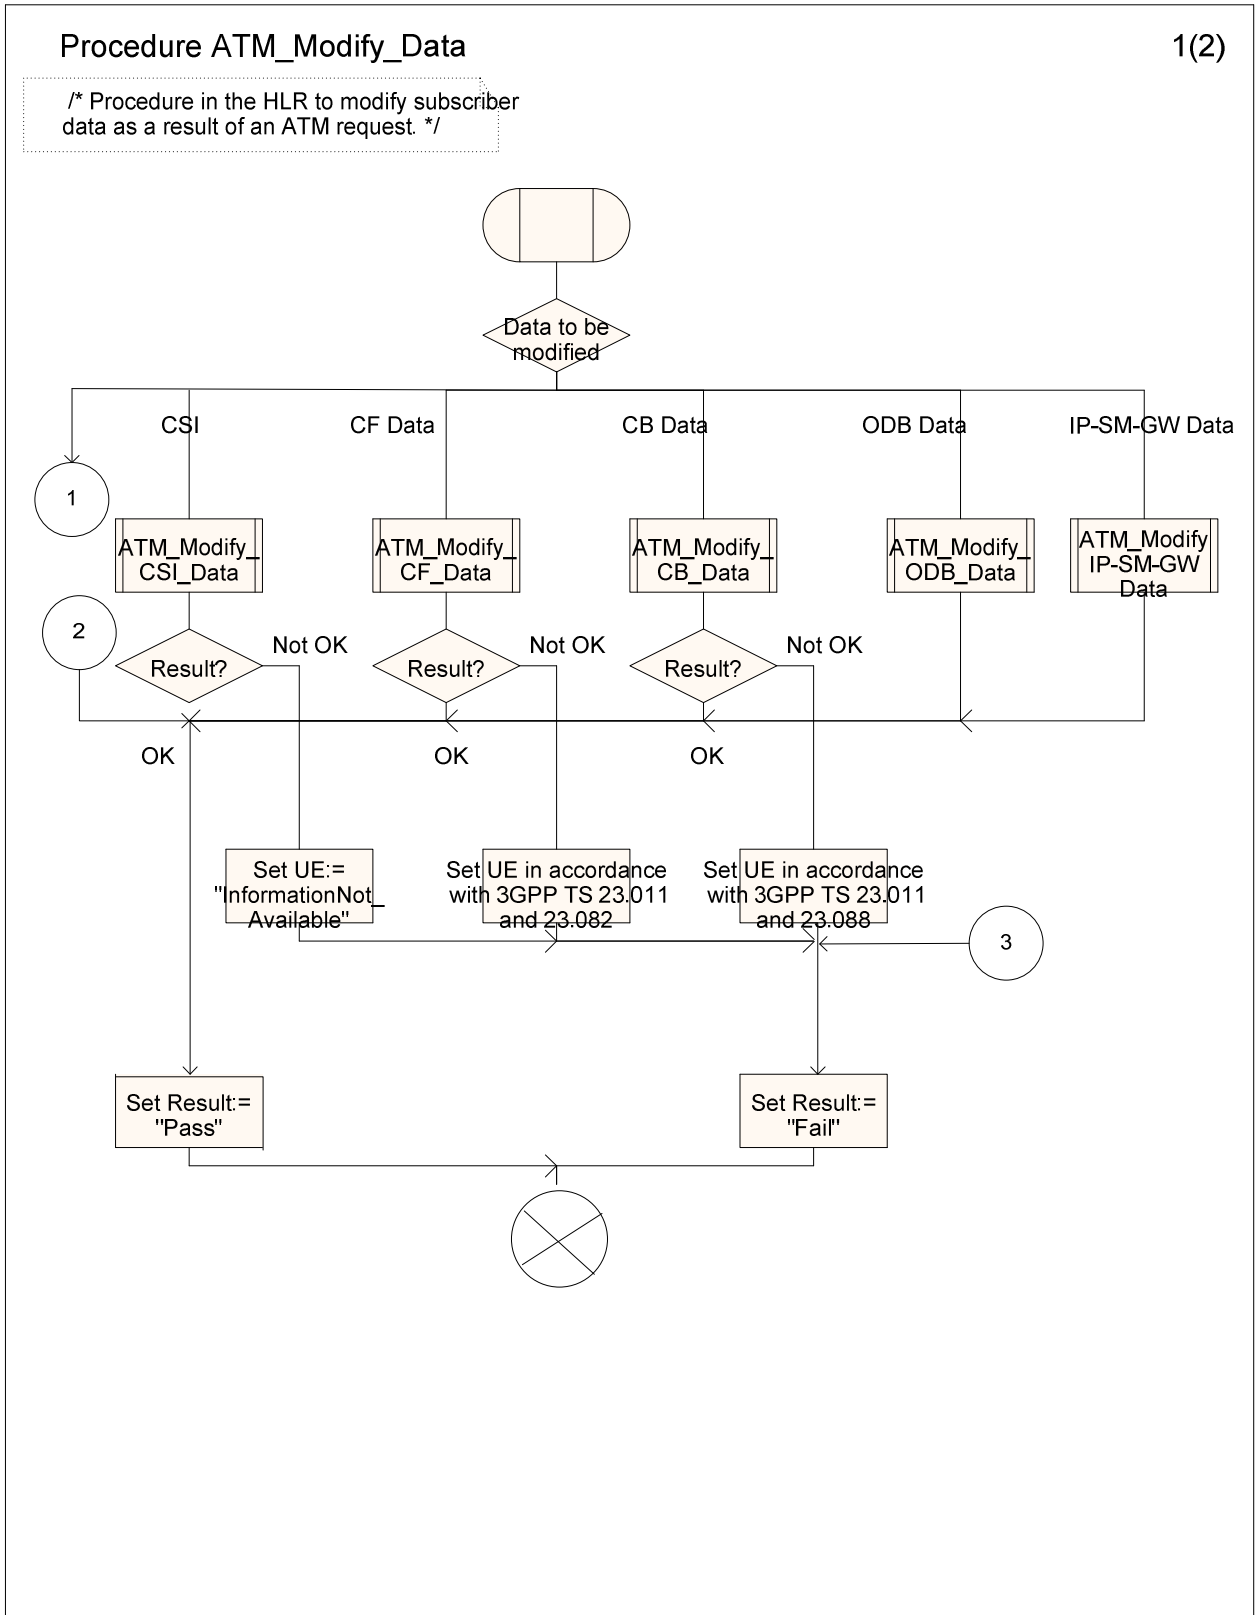 Procedure ATM_Modify_Data
1(2)
/* Procedure in the HLR to modify subscriber
data as a result of an ATM request. */
Data to be
modified
CSI
CF Data
CB Data
ODB Data
IP-SM-GW Data
1
ATM_Modify_
CSI_Data
ATM_Modify_
CF_Data
ATM_Modify_
CB_Data
ATM_Modify_
ODB_Data
ATM_Modify
IP-SM-GW
Data
2
Result?
Not OK
Result?
Not OK
Result?
Not OK
OK
OK
OK
Set UE:=
"InformationNot_
Available"
Set UE in accordance
with 3GPP TS 23.011
and 23.082
Set UE in accordance
with 3GPP TS 23.011
and 23.088
3
Set Result:=
"Pass"
Set Result:=
"Fail"